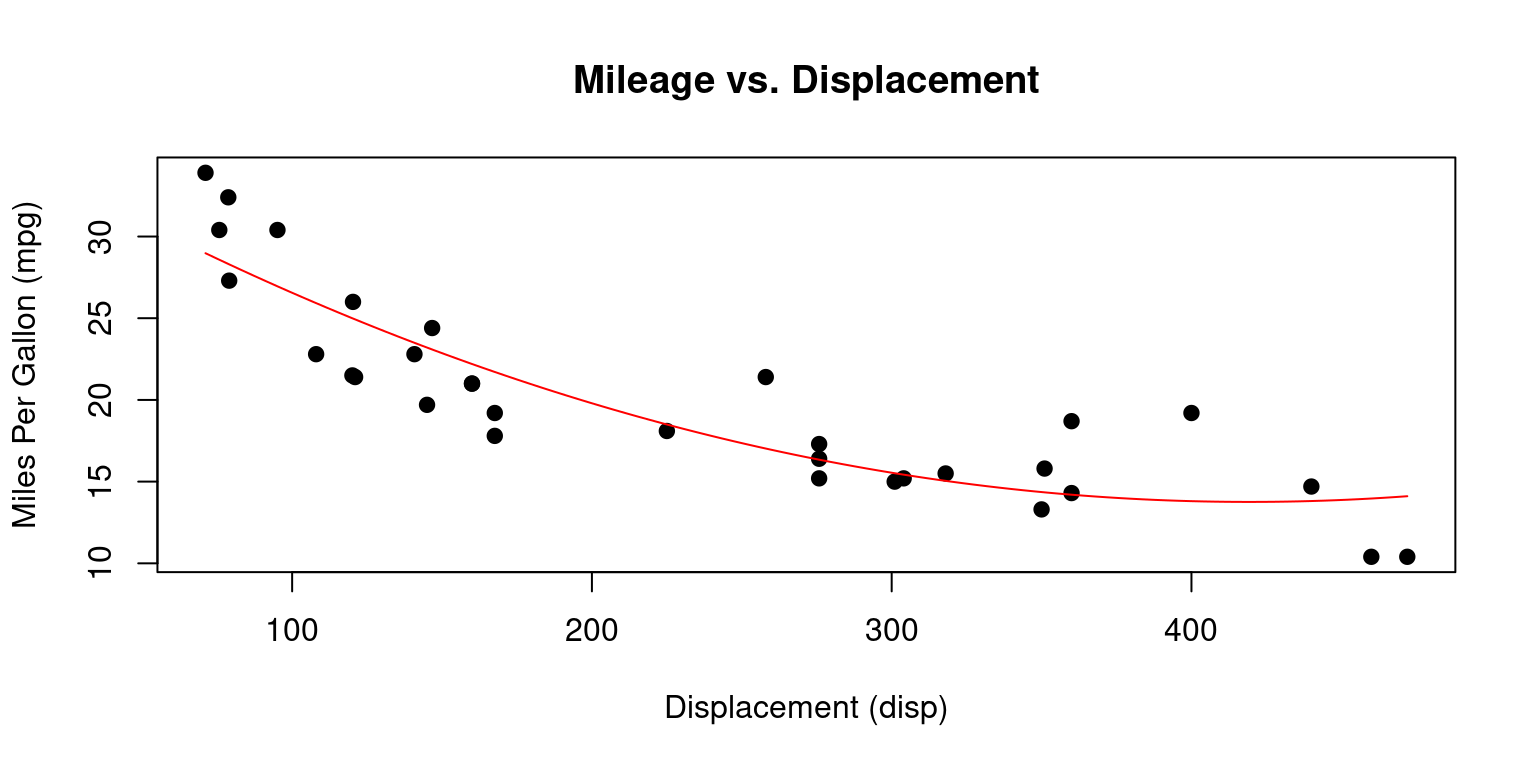 Mileage vs. Displacement
Miles Per Gallon (mpg)
30
25
20
15
10
100 200 300 400
Displacement (disp)